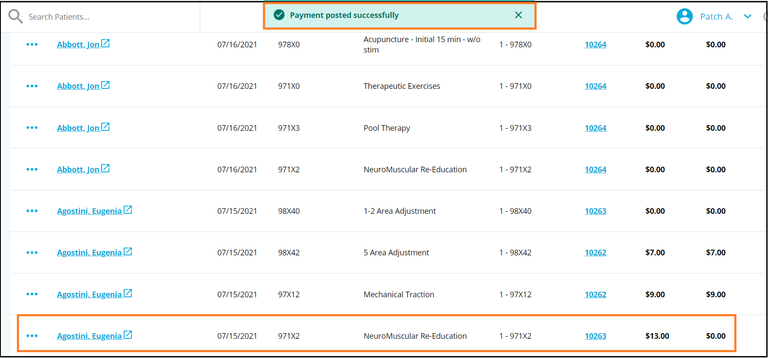 Search Patients...
Payment posted successfully
Patch A.
Abbott, Jon 07/16/2021 978X0 Acupuncture - Initial 15 min - w/o stim 1 - 978X0 10264 $0.00 $0.00
Abbott, Jon 07/16/2021 971X0 Therapeutic Exercises 1 - 971X0 10264 $0.00 $0.00
Abbott, Jon 07/16/2021 971X3 Pool Therapy 1 - 971X3 10264 $0.00 $0.00
Abbott, Jon 07/16/2021 971X2 NeuroMuscular Re-Education 1 - 971X2 10264 $0.00 $0.00
Agostini, Eugenia 07/15/2021 98X40 1-2 Area Adjustment 1 - 98X40 10263 $0.00 $0.00
Agostini, Eugenia 07/15/2021 98X42 5 Area Adjustment 1 - 98X42 10262 $7.00 $7.00
Agostini, Eugenia 07/15/2021 97X12 Mechanical Traction 1 - 97X12 10262 $9.00 $9.00
Agostini, Eugenia 07/15/2021 971X2 NeuroMuscular Re-Education 1 - 971X2 10263 $13.00 $0.00